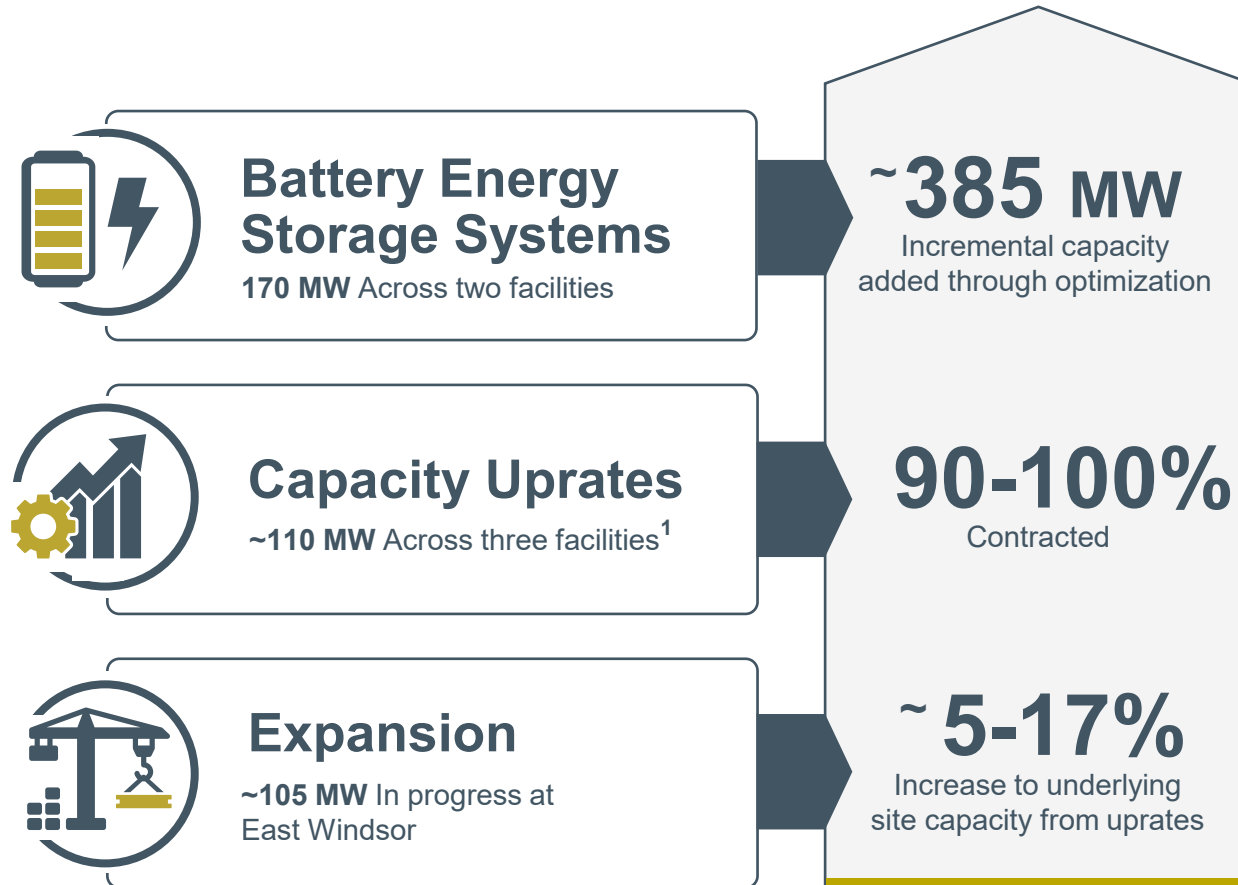 Battery Energy
Storage Systems
170 MW Across two facilities
~385 MW
Incremental capacity
added through optimization
Capacity Uprates
~110 MW Across three facilities1
90-100%
Contracted
Expansion
~105 MW In progress at
East Windsor
~ 5-17%
Increase to underlying
site capacity from uprates